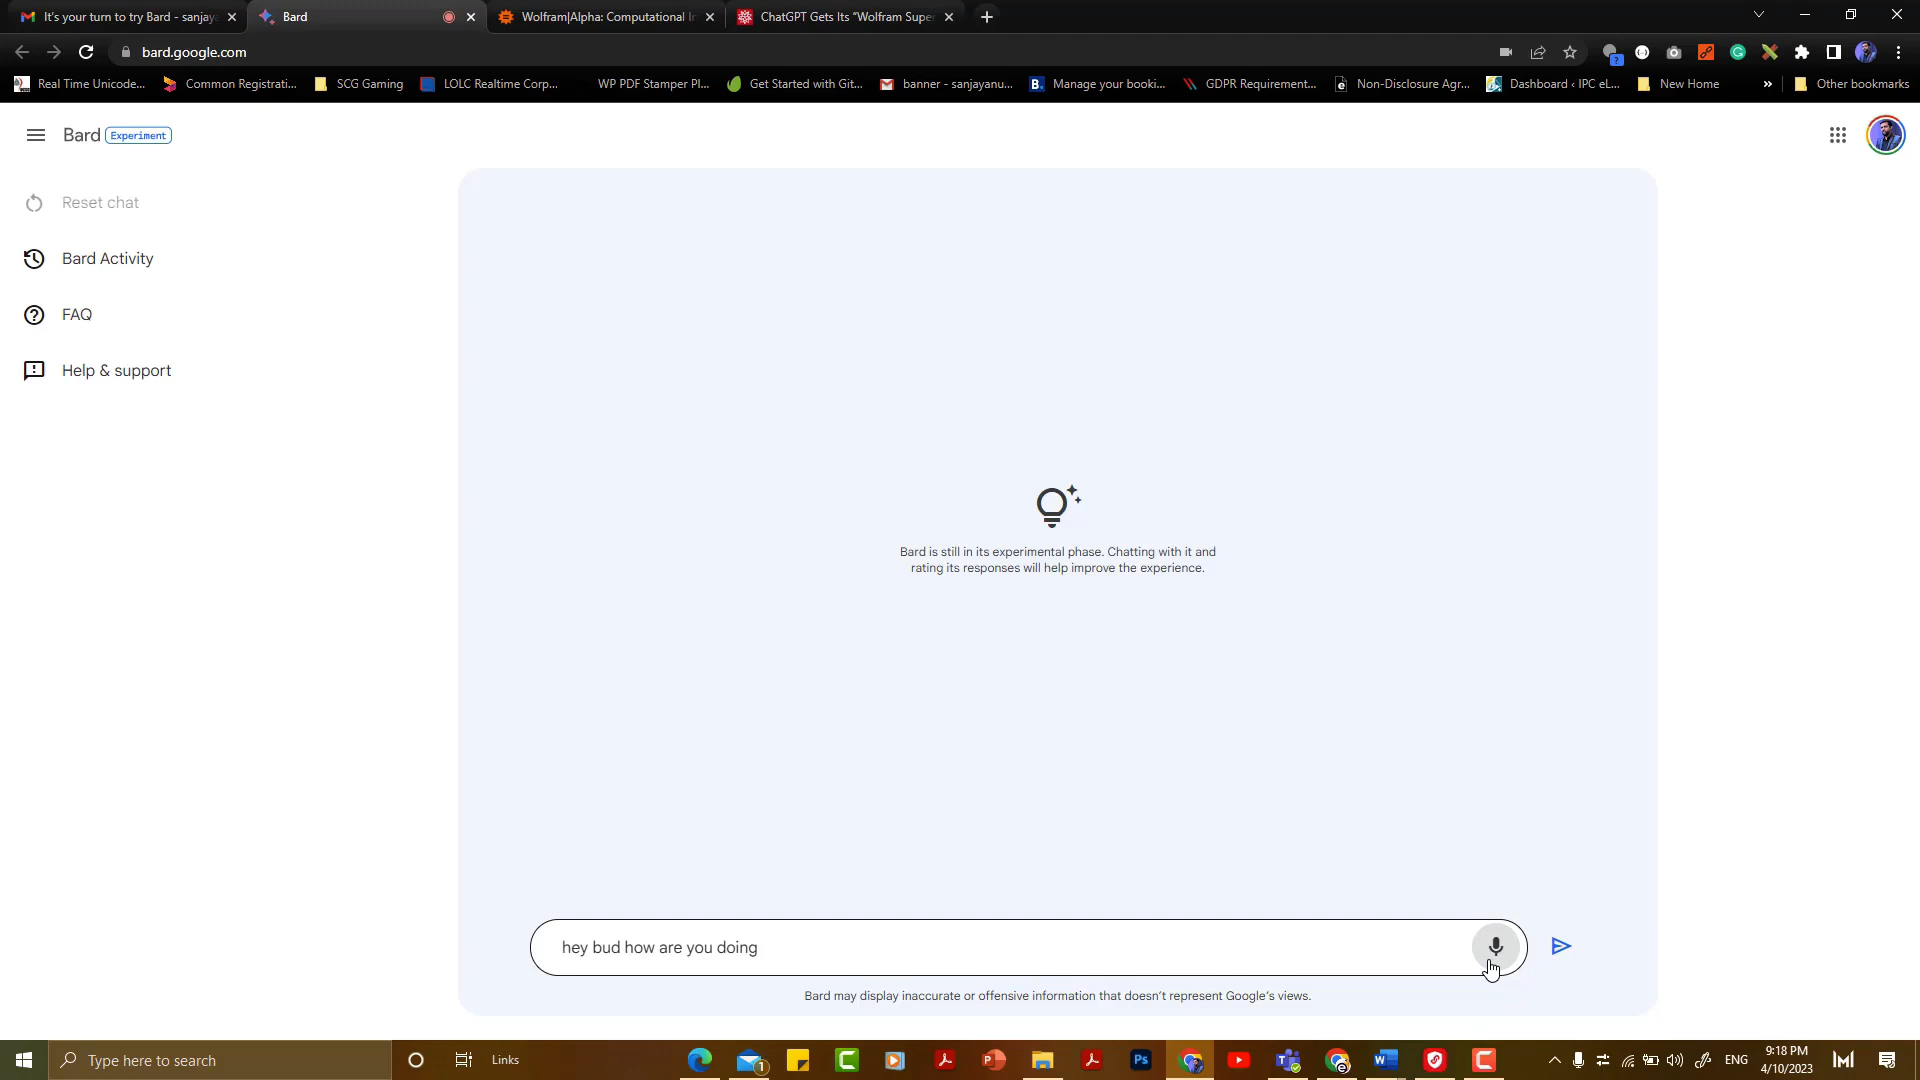 It's your turn to try Bard - sanjaya
Bard
Wolfram|Alpha: Computational In
ChatGPT Gets Its "Wolfram Super
bard.google.com
Real Time Unicode...
Common Registrati...
SCG Gaming
LOLC Realtime Corp...
WP PDF Stamper Pl...
Get Started with Git...
banner - sanjayanu...
B.
Manage your booki...
GDPR Requirement...
Non-Disclosure Agr...
Dashboard ‹ IPC eL...
New Home
»
Other bookmarks
Bard
Experiment
Reset chat
Bard Activity
FAQ
Help & support
Bard is still in its experimental phase. Chatting with it and
rating its responses will help improve the experience.
hey bud how are you doing
Bard may display inaccurate or offensive information that doesn't represent Google's views.
Type here to search
Links
1
Ps
ENG
9:18 PM
4/10/2023